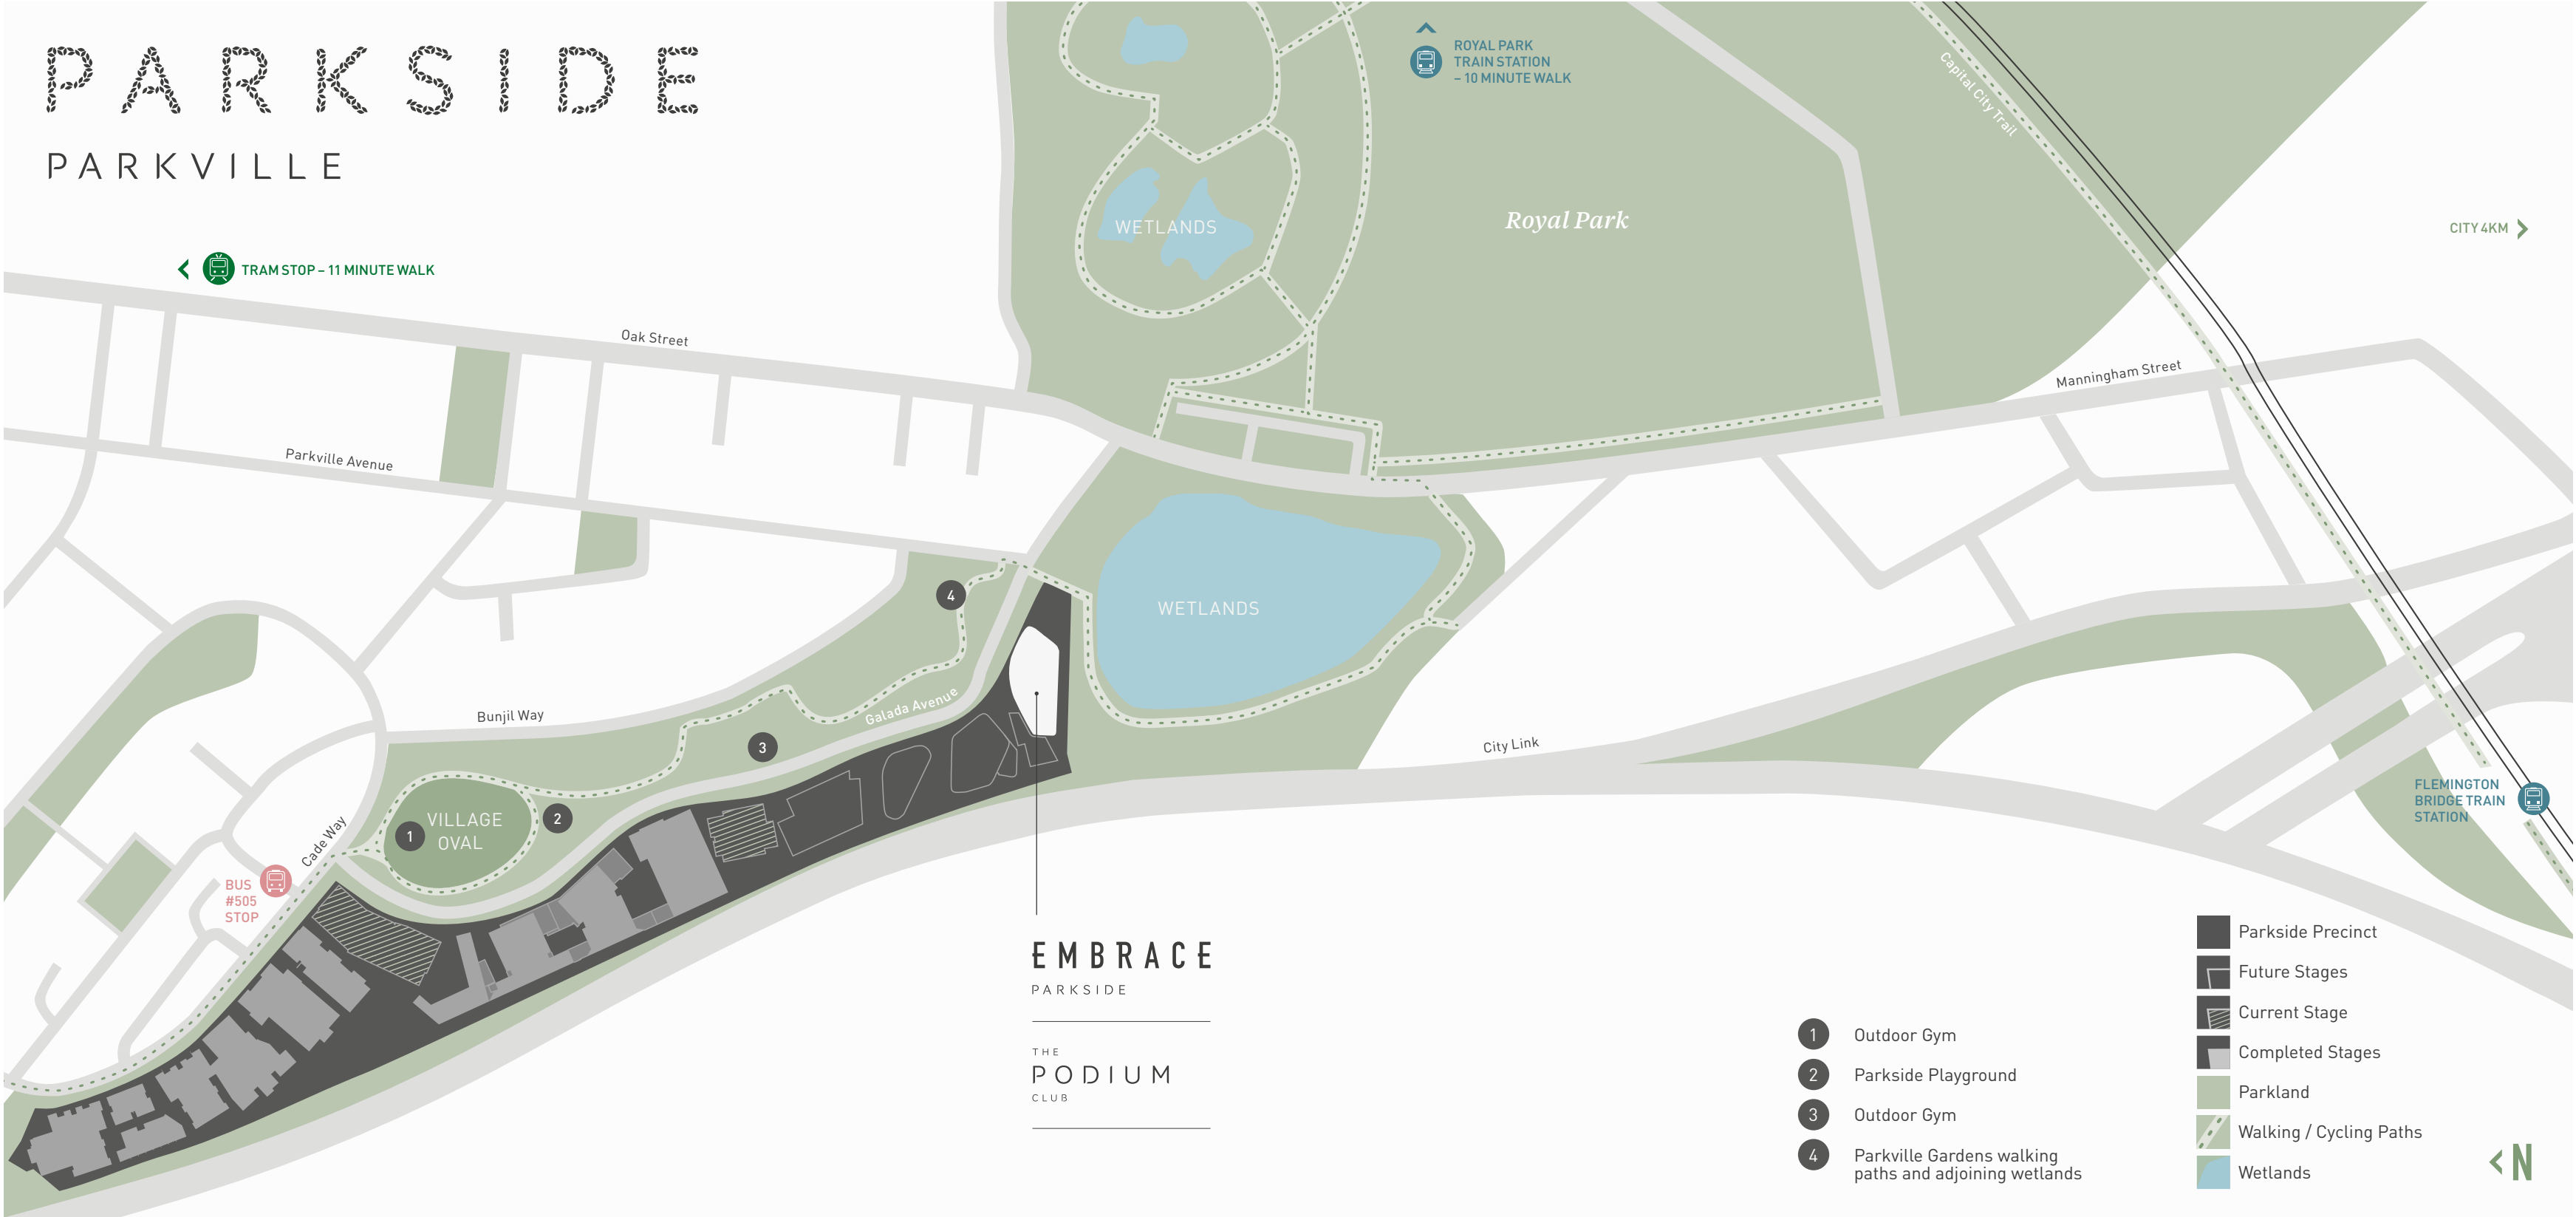 PARKSIDE
PARKVILLE
ROYAL PARK
TRAIN STATION
– 10 MINUTE WALK
Capital City Trail
WETLANDS
Royal Park
CITY 4KM
TRAM STOP – 11 MINUTE WALK
Oak Street
Manningham Street
Parkville Avenue
4
WETLANDS
Galada Avenue
Bunjil Way
3
City Link
VILLAGE
OVAL
1
2
Cade Way
FLEMINGTON
BRIDGE TRAIN
STATION
BUS
#505
STOP
EMBRACE
PARKSIDE
THE
PODIUM
CLUB
1 Outdoor Gym
2 Parkside Playground
3 Outdoor Gym
4 Parkville Gardens walking
paths and adjoining wetlands
Parkside Precinct
Future Stages
Current Stage
Completed Stages
Parkland
Walking / Cycling Paths
Wetlands
N